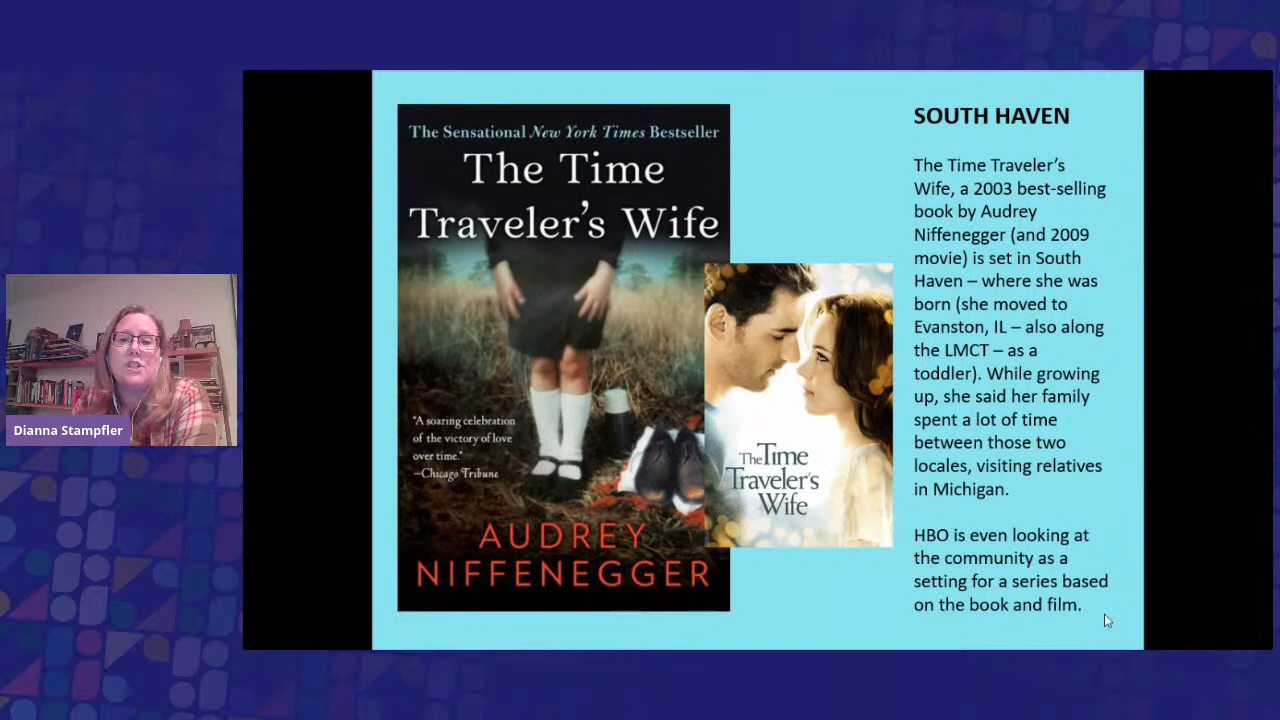 The Sensational New York Times Bestseller
The Time
Traveler's Wife
"A soaring celebration
of the victory of love
over time."
—Chicago Tribune
AUDREY
NIFFENEGGER
The Time
Traveler's
Wife
SOUTH HAVEN
The Time Traveler's
Wife, a 2003 best-selling
book by Audrey
Niffenegger (and 2009
movie) is set in South
Haven – where she was
born (she moved to
Evanston, IL – also along
the LMCT – as a
toddler). While growing
up, she said her family
spent a lot of time
between those two
locales, visiting relatives
in Michigan.
HBO is even looking at
the community as a
setting for a series based
on the book and film.
Dianna Stampfler